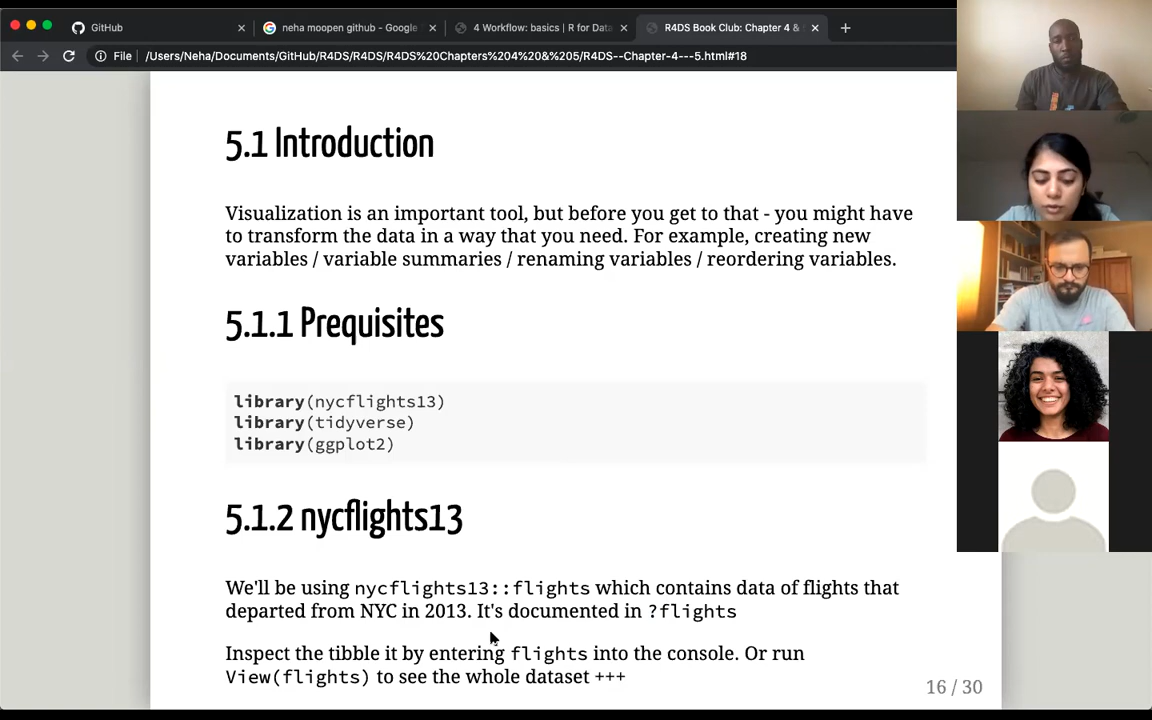 GitHub
neha moopen github - Google
4 Workflow: basics | R for Data
R4DS Book Club: Chapter 4 &
File
/Users/Neha/Documents/GitHub/R4DS/R4DS/R4DS%20Chapters%204%20&%205/R4DS--Chapter-4---5.html#18
5.1 Introduction
Visualization is an important tool, but before you get to that - you might have
to transform the data in a way that you need. For example, creating new
variables / variable summaries / renaming variables / reordering variables.
5.1.1 Prequisites
library(nycflights13)
library(tidyverse)
library(ggplot2)
5.1.2 nycflights13
We'll be using nycflights13::flights which contains data of flights that
departed from NYC in 2013. It's documented in ?flights
Inspect the tibble it by entering flights into the console. Or run
View(flights) to see the whole dataset +++
16 / 30